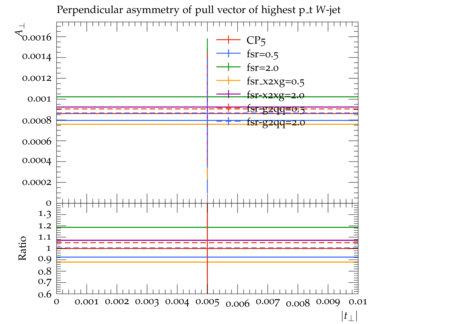 Perpendicular asymmetry of pull vector of highest p_t W-jet
A⊥
0.0016
0.0014
0.0012
0.001
0.0008
0.0006
0.0004
0.0002
0
CP5
fsr=0.5
fsr=2.0
fsr_x2xg=0.5
fsr-x2xg=2.0
fsr-g2qq=0.5
fsr-g2qq=2.0
Ratio
1.3
1.2
1.1
1
0.9
0.8
0.7
0.6
0 0.001 0.002 0.003 0.004 0.005 0.006 0.007 0.008 0.009 0.01
|t⊥|